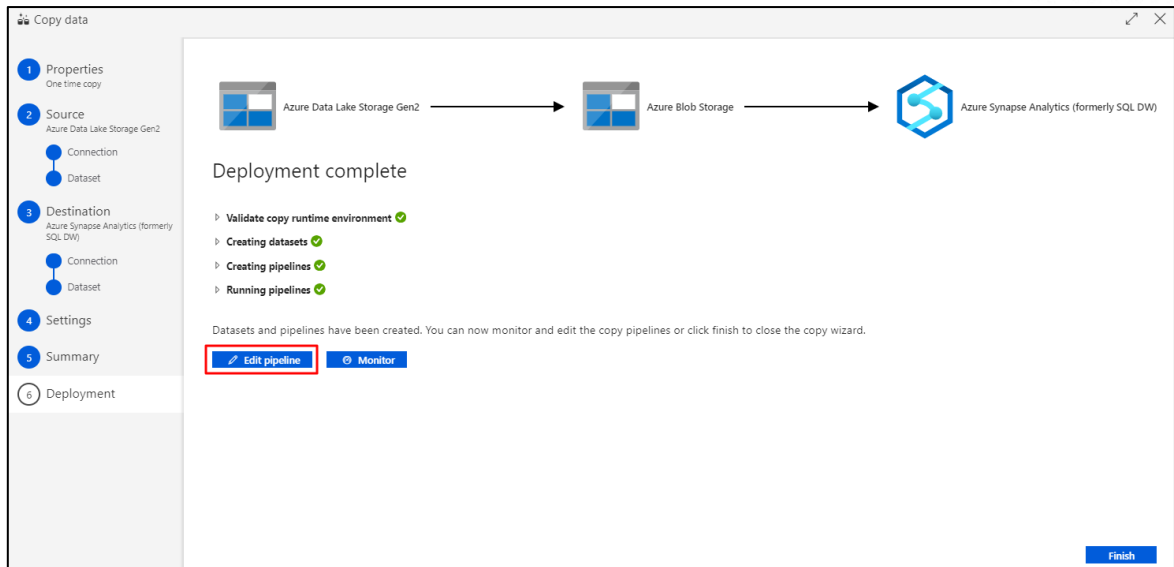 Copy data
1
Properties
One time copy
2
Source
Azure Data Lake Storage Gen2
Connection
Dataset
3
Destination
Azure Synapse Analytics (formerly
SQL DW)
Connection
Dataset
4
Settings
5
Summary
6
Deployment
Azure Data Lake Storage Gen2
Azure Blob Storage
Azure Synapse Analytics (formerly SQL DW)
Deployment complete
Validate copy runtime environment
Creating datasets
Creating pipelines
Running pipelines
Datasets and pipelines have been created. You can now monitor and edit the copy pipelines or click finish to close the copy wizard.
Edit pipeline
Monitor
Finish